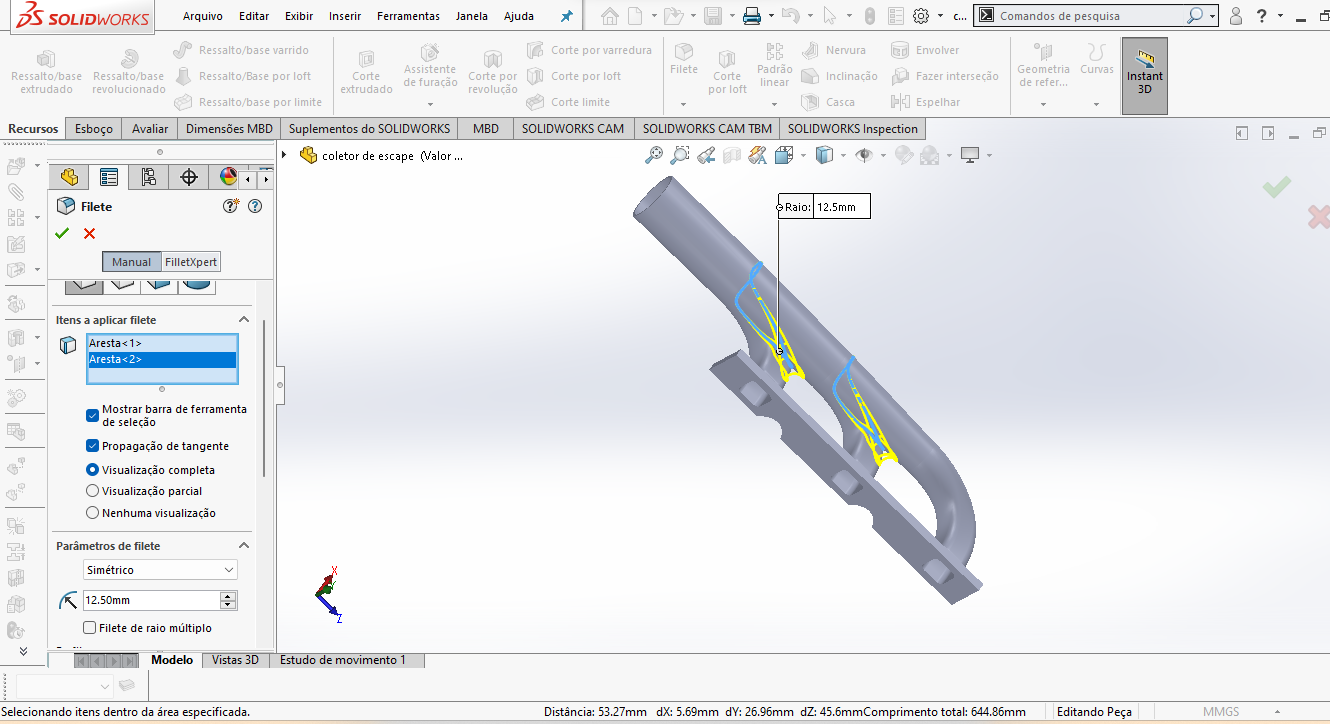 SOLIDWORKS
Arquivo Editar Exibir Inserir Ferramentas Janela Ajuda
c...
Comandos de pesquisa
?
Ressalto/base extrudado
Ressalto/base revolucionado
Ressalto/base varrido
Ressalto/Base por loft
Ressalto/base por limite
Corte extrudado
Assistente de furação
Corte por revolução
Corte por varredura
Corte por loft
Corte limite
Filete
Corte por loft
Padrão linear
Nervura
Inclinação
Casca
Envolver
Fazer interseção
Espelhar
Geometria de refer...
Curvas
Instant 3D
Recursos Esboço Avaliar Dimensões MBD Suplementos do SOLIDWORKS MBD SOLIDWORKS CAM SOLIDWORKS CAM TBM SOLIDWORKS Inspection
coletor de escape (Valor ...
Filete
Manual FilletXpert
Itens a aplicar filete
Aresta<1>
Aresta<2>
Mostrar barra de ferramenta
de seleção
Propagação de tangente
Visualização completa
Visualização parcial
Nenhuma visualização
Parâmetros de filete
Simétrico
12.50mm
Filete de raio múltiplo
Raio: 12.5mm
X
Y
Z
Modelo Vistas 3D Estudo de movimento 1
Selecionando itens dentro da área especificada.
Distância: 53.27mm dX: 5.69mm dY: 26.96mm dZ: 45.6mmComprimento total: 644.86mm
Editando Peça
MMGS